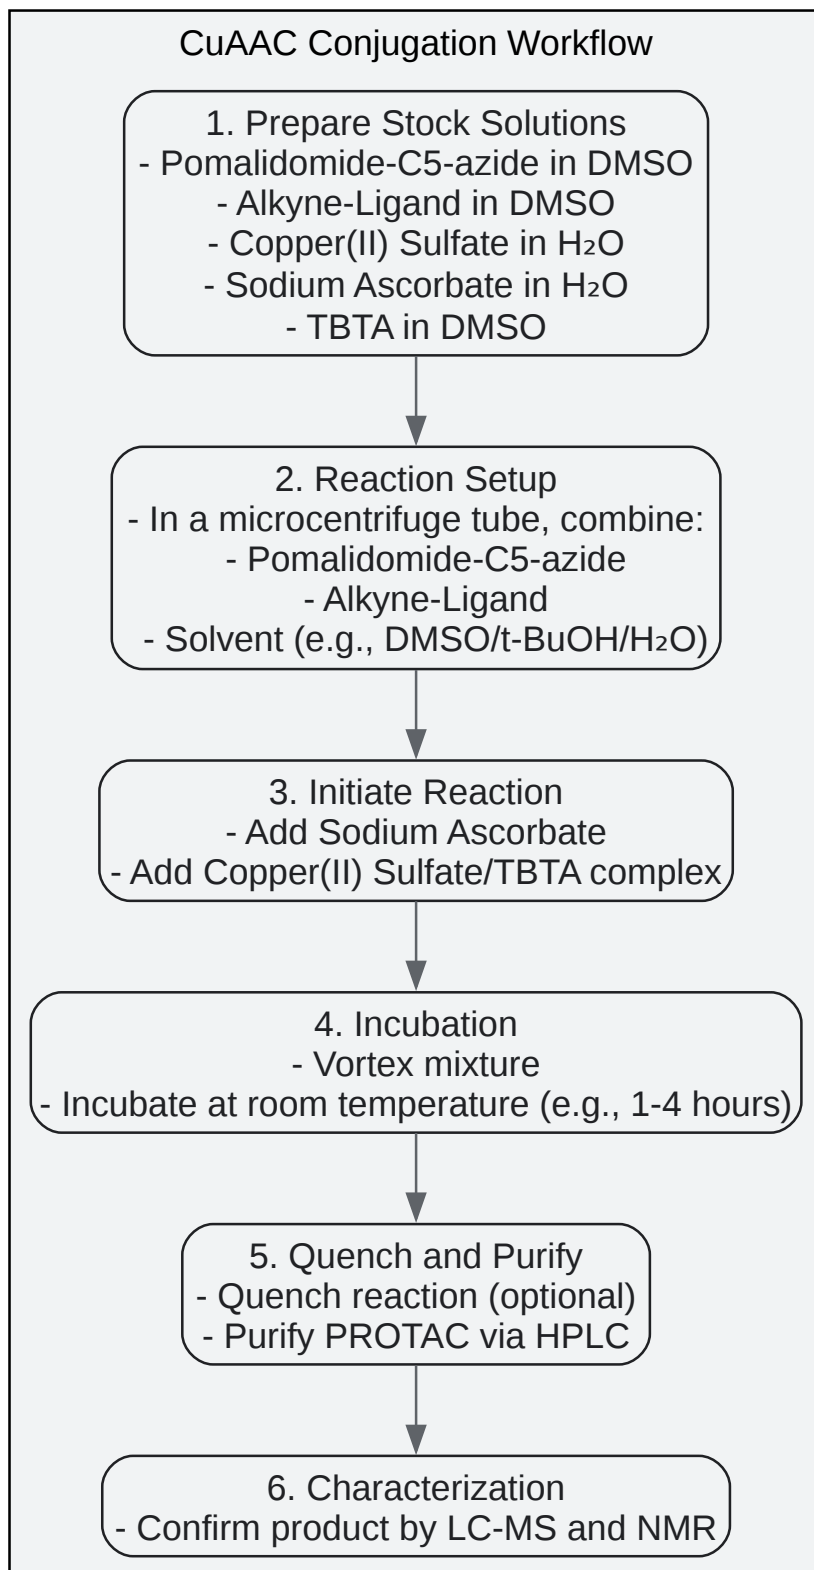 CuAAC Conjugation Workflow
1. Prepare Stock Solutions
- Pomalidomide-C5-azide in DMSO
- Alkyne-Ligand in DMSO
- Copper(II) Sulfate in H₂O
- Sodium Ascorbate in H₂O
- TBTA in DMSO
2. Reaction Setup
- In a microcentrifuge tube, combine:
- Pomalidomide-C5-azide
- Alkyne-Ligand
- Solvent (e.g., DMSO/t-BuOH/H₂O)
3. Initiate Reaction
- Add Sodium Ascorbate
- Add Copper(II) Sulfate/TBTA complex
4. Incubation
- Vortex mixture
- Incubate at room temperature (e.g., 1-4 hours)
5. Quench and Purify
- Quench reaction (optional)
- Purify PROTAC via HPLC
6. Characterization
- Confirm product by LC-MS and NMR